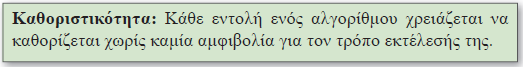 Καθοριστικότητα: Κάθε εντολή ενός αλγορίθμου χρειάζεται να
καθορίζεται χωρίς καμία αμφιβολία για τον τρόπο εκτέλεσής της.